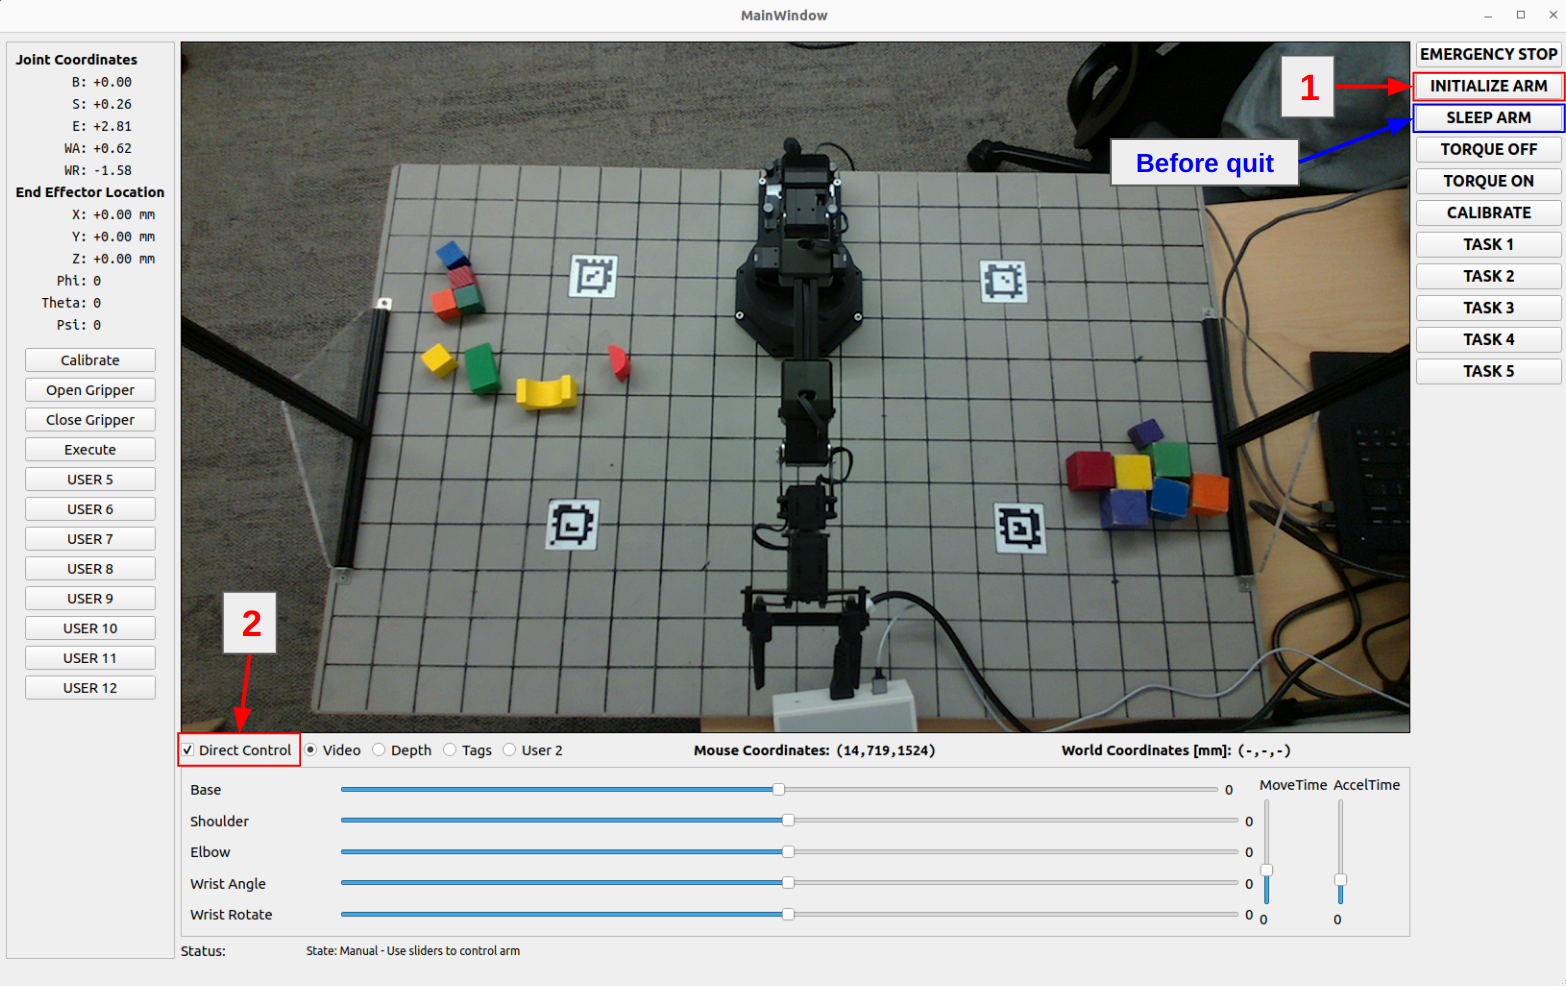 MainWindow
Joint Coordinates
B: +0.00
S: +0.26
E: +2.81
WA: +0.62
WR: -1.58
End Effector Location
X: +0.00 mm
Y: +0.00 mm
Z: +0.00 mm
Phi: 0
Theta: 0
Psi: 0
Calibrate
Open Gripper
Close Gripper
Execute
USER 5
USER 6
USER 7
USER 8
USER 9
USER 10
USER 11
USER 12
1
Before quit
2
EMERGENCY STOP
INITIALIZE ARM
SLEEP ARM
TORQUE OFF
TORQUE ON
CALIBRATE
TASK 1
TASK 2
TASK 3
TASK 4
TASK 5
Direct Control Video Depth Tags User 2 Mouse Coordinates: (14,719,1524) World Coordinates [mm]: (-,-,-)
Base 0
Shoulder 0
Elbow 0
Wrist Angle 0
Wrist Rotate 0
MoveTime AccelTime
0 0
Status: State: Manual - Use sliders to control arm